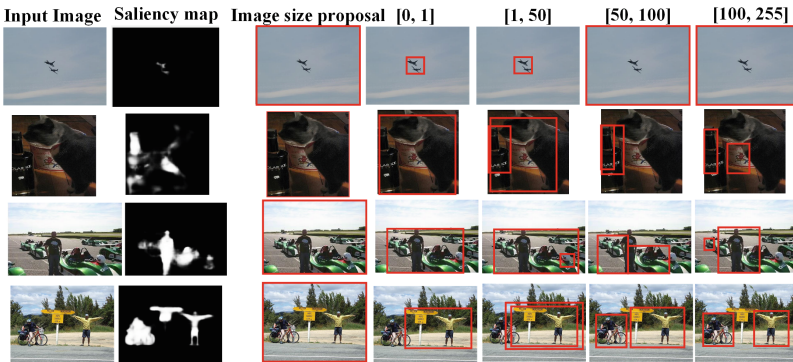 Input Image Saliency map Image size proposal [0, 1] [1, 50] [50, 100] [100, 255]